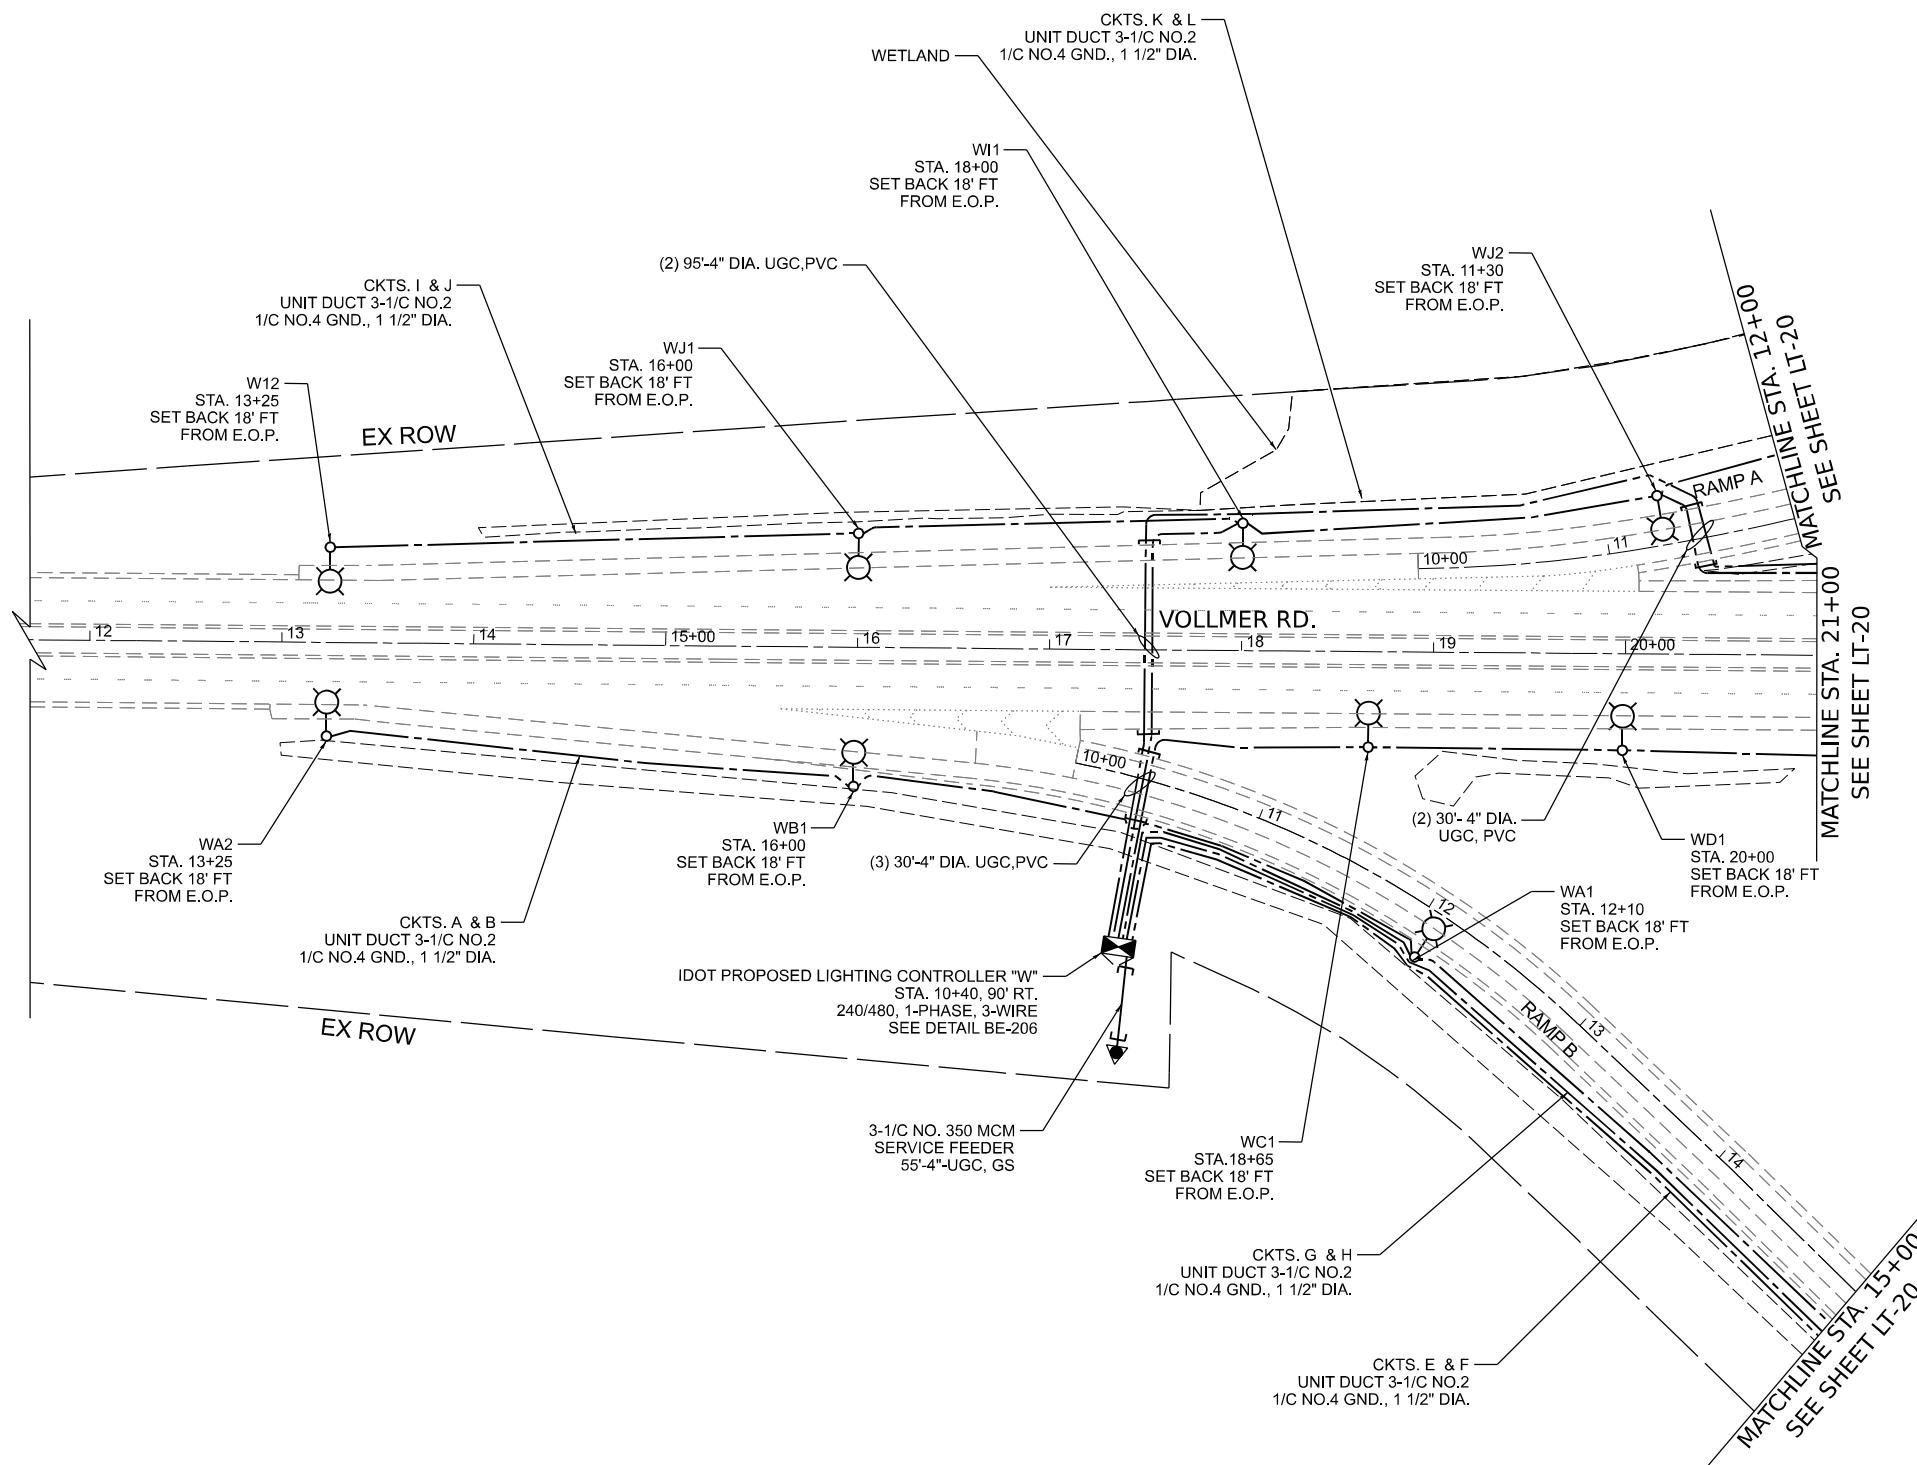 CKTS. K & L
UNIT DUCT 3-1/C NO.2
1/C NO.4 GND., 1 1/2" DIA.
WETLAND
WI1
STA. 18+00
SET BACK 18' FT
FROM E.O.P.
(2) 95'-4" DIA. UGC,PVC
WJ2
STA. 11+30
SET BACK 18' FT
FROM E.O.P.
CKTS. I & J
UNIT DUCT 3-1/C NO.2
1/C NO.4 GND., 1 1/2" DIA.
WJ1
STA. 16+00
SET BACK 18' FT
FROM E.O.P.
W12
STA. 13+25
SET BACK 18' FT
FROM E.O.P.
EX ROW
MATCHLINE STA. 12+00
SEE SHEET LT-20
RAMP A
10+00
11
VOLLMER RD.
12
13
14
15+00
16
17
18
19
20+00
MATCHLINE STA. 21+00
SEE SHEET LT-20
10+00
11
12
13
14
RAMP B
WA2
STA. 13+25
SET BACK 18' FT
FROM E.O.P.
WB1
STA. 16+00
SET BACK 18' FT
FROM E.O.P.
(3) 30'-4" DIA. UGC,PVC
(2) 30'- 4" DIA.
UGC, PVC
WD1
STA. 20+00
SET BACK 18' FT
FROM E.O.P.
WA1
STA. 12+10
SET BACK 18' FT
FROM E.O.P.
CKTS. A & B
UNIT DUCT 3-1/C NO.2
1/C NO.4 GND., 1 1/2" DIA.
IDOT PROPOSED LIGHTING CONTROLLER "W"
STA. 10+40, 90' RT.
240/480, 1-PHASE, 3-WIRE
SEE DETAIL BE-206
EX ROW
3-1/C NO. 350 MCM
SERVICE FEEDER
55'-4"-UGC, GS
WC1
STA.18+65
SET BACK 18' FT
FROM E.O.P.
CKTS. G & H
UNIT DUCT 3-1/C NO.2
1/C NO.4 GND., 1 1/2" DIA.
CKTS. E & F
UNIT DUCT 3-1/C NO.2
1/C NO.4 GND., 1 1/2" DIA.
MATCHLINE STA. 15+00
SEE SHEET LT-20